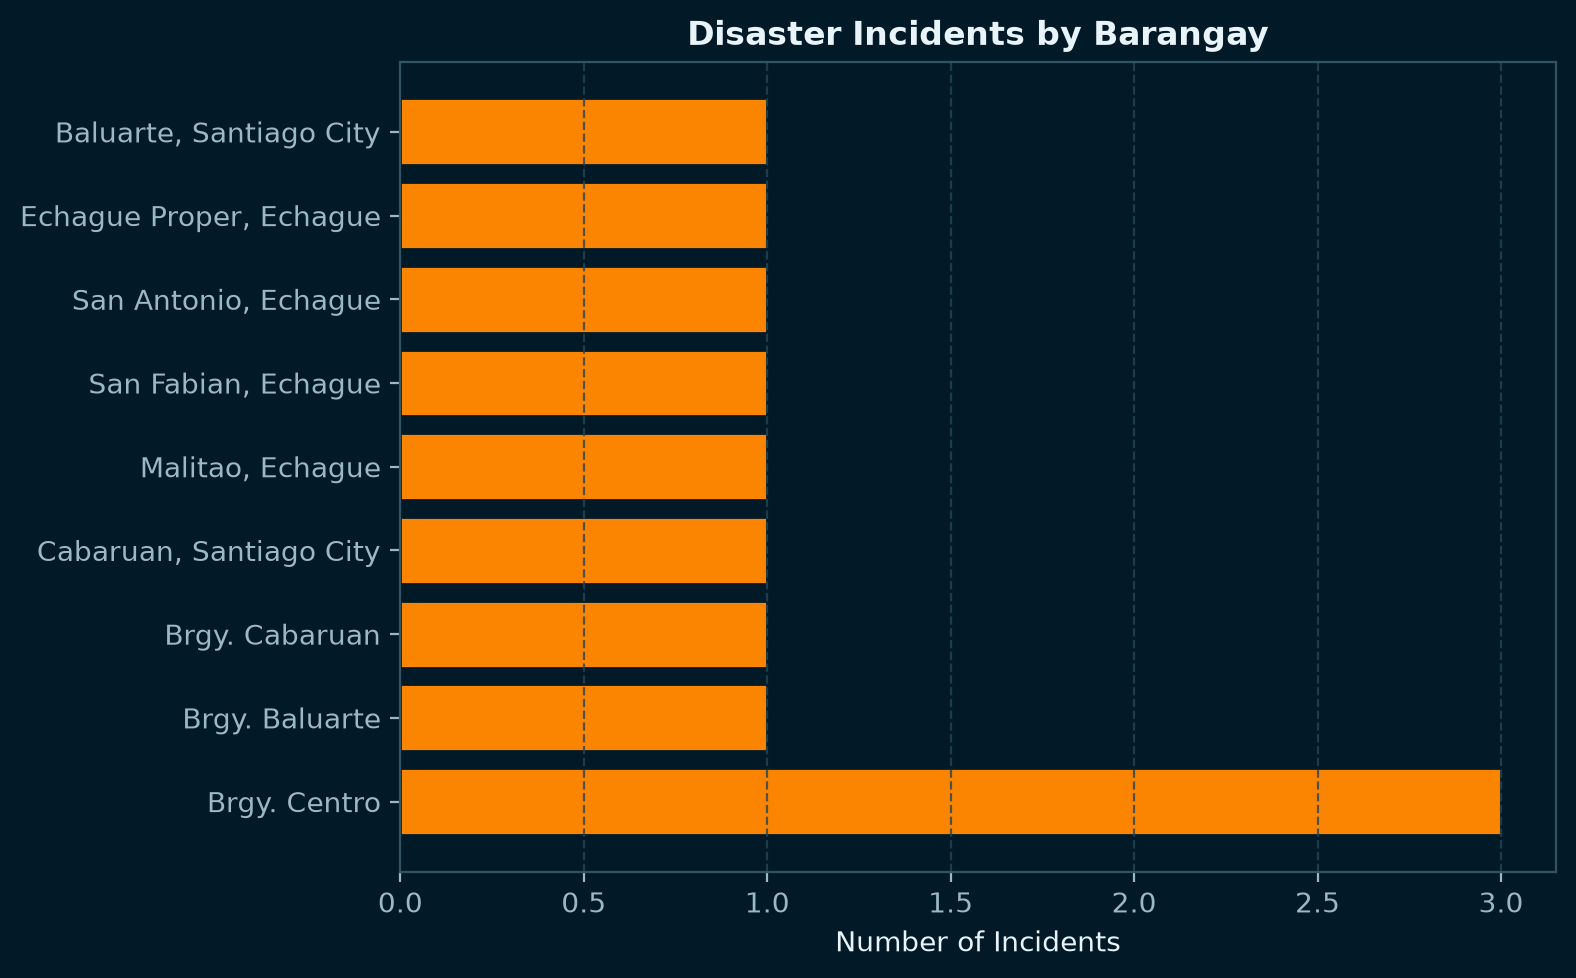 Disaster Incidents by Barangay
Baluarte, Santiago City
Echague Proper, Echague
San Antonio, Echague
San Fabian, Echague
Malitao, Echague
Cabaruan, Santiago City
Brgy. Cabaruan
Brgy. Baluarte
Brgy. Centro
0.0 0.5 1.0 1.5 2.0 2.5 3.0
Number of Incidents